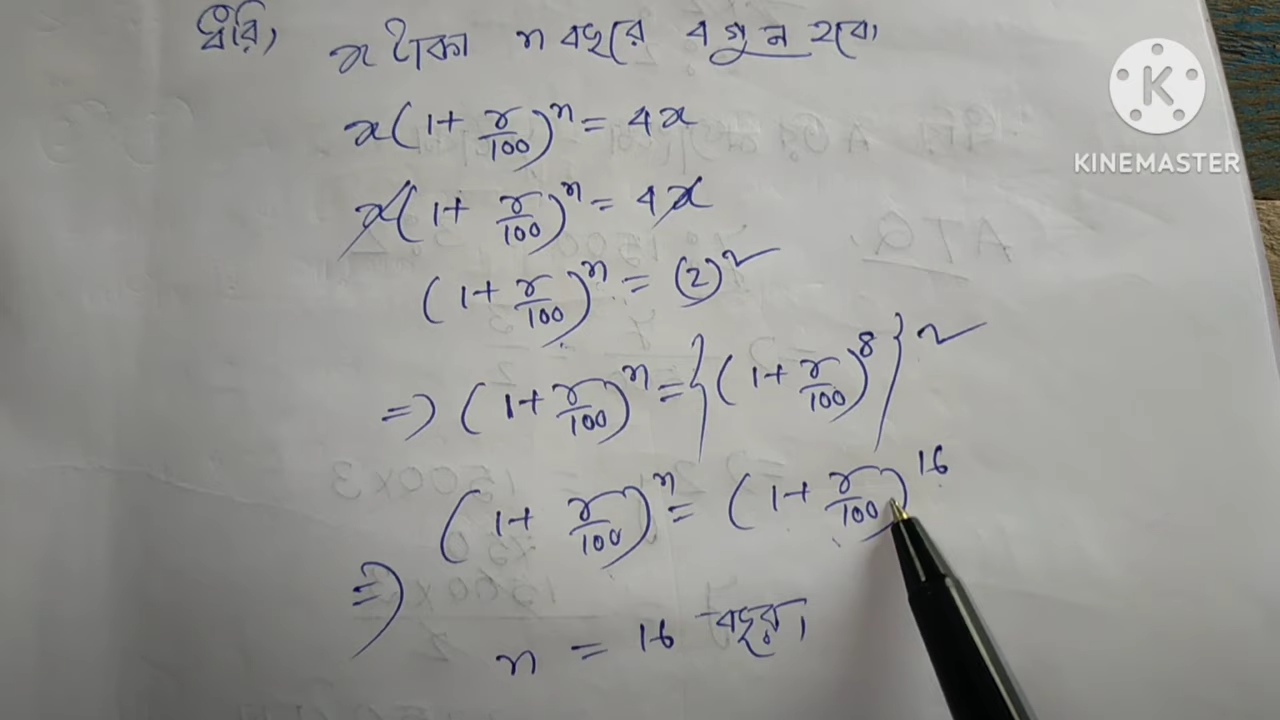 ধরি, x টাকা n বছরে 4 গুন হবে।
x(1+ r/100)^n = 4x
x(1+ r/100)^n = 4x
(1+ r/100)^n = (2)^2
=> (1+ r/100)^n = {(1+ r/100)^8}^2
(1+ r/100)^n = (1+ r/100)^16
=>
n = 16 বছর।
K
KINEMASTER